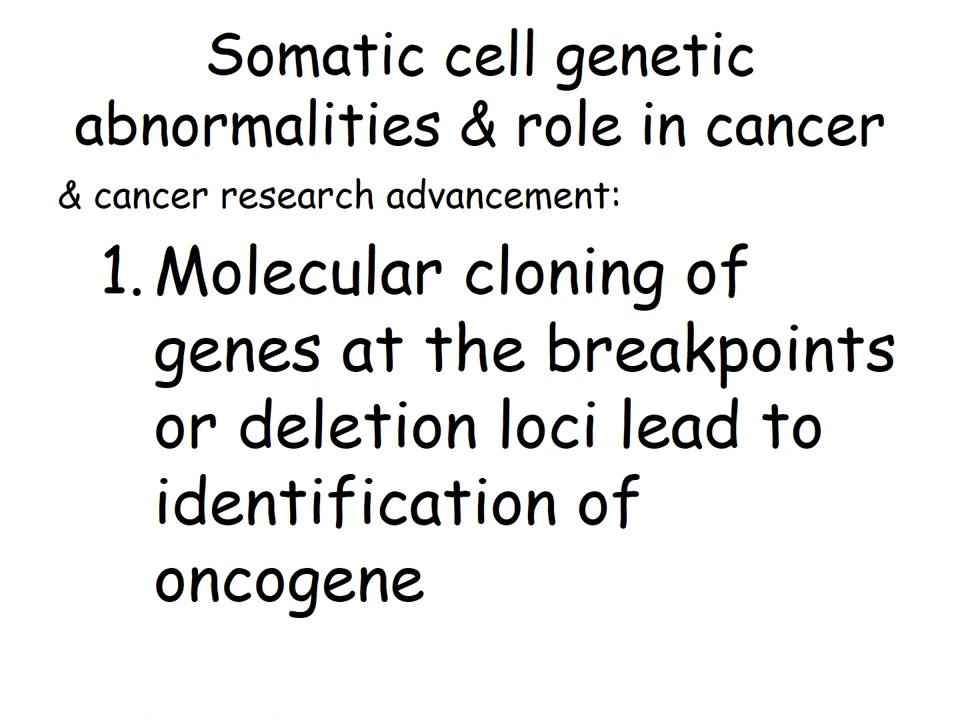 Somatic cell genetic
abnormalities & role in cancer
& cancer research advancement:
1. Molecular cloning of
genes at the breakpoints
or deletion loci lead to
identification of
oncogene